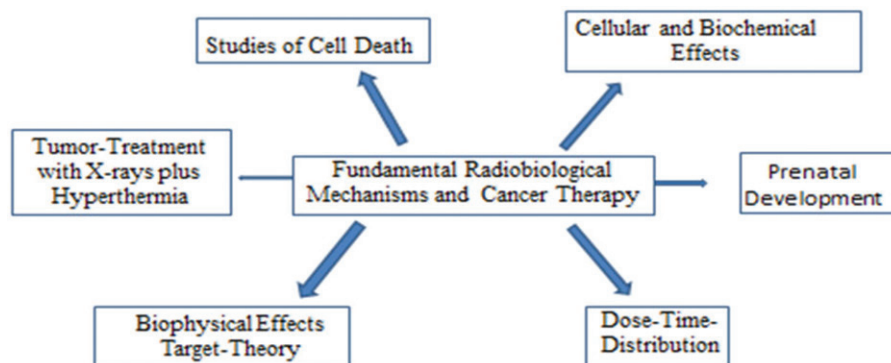 Studies of Cell Death
Cellular and Biochemical
Effects
Tumor-Treatment
with X-rays plus
Hyperthermia
Fundamental Radiobiological
Mechanisms and Cancer Therapy
Prenatal
Development
Biophysical Effects
Target-Theory
Dose-Time-
Distribution